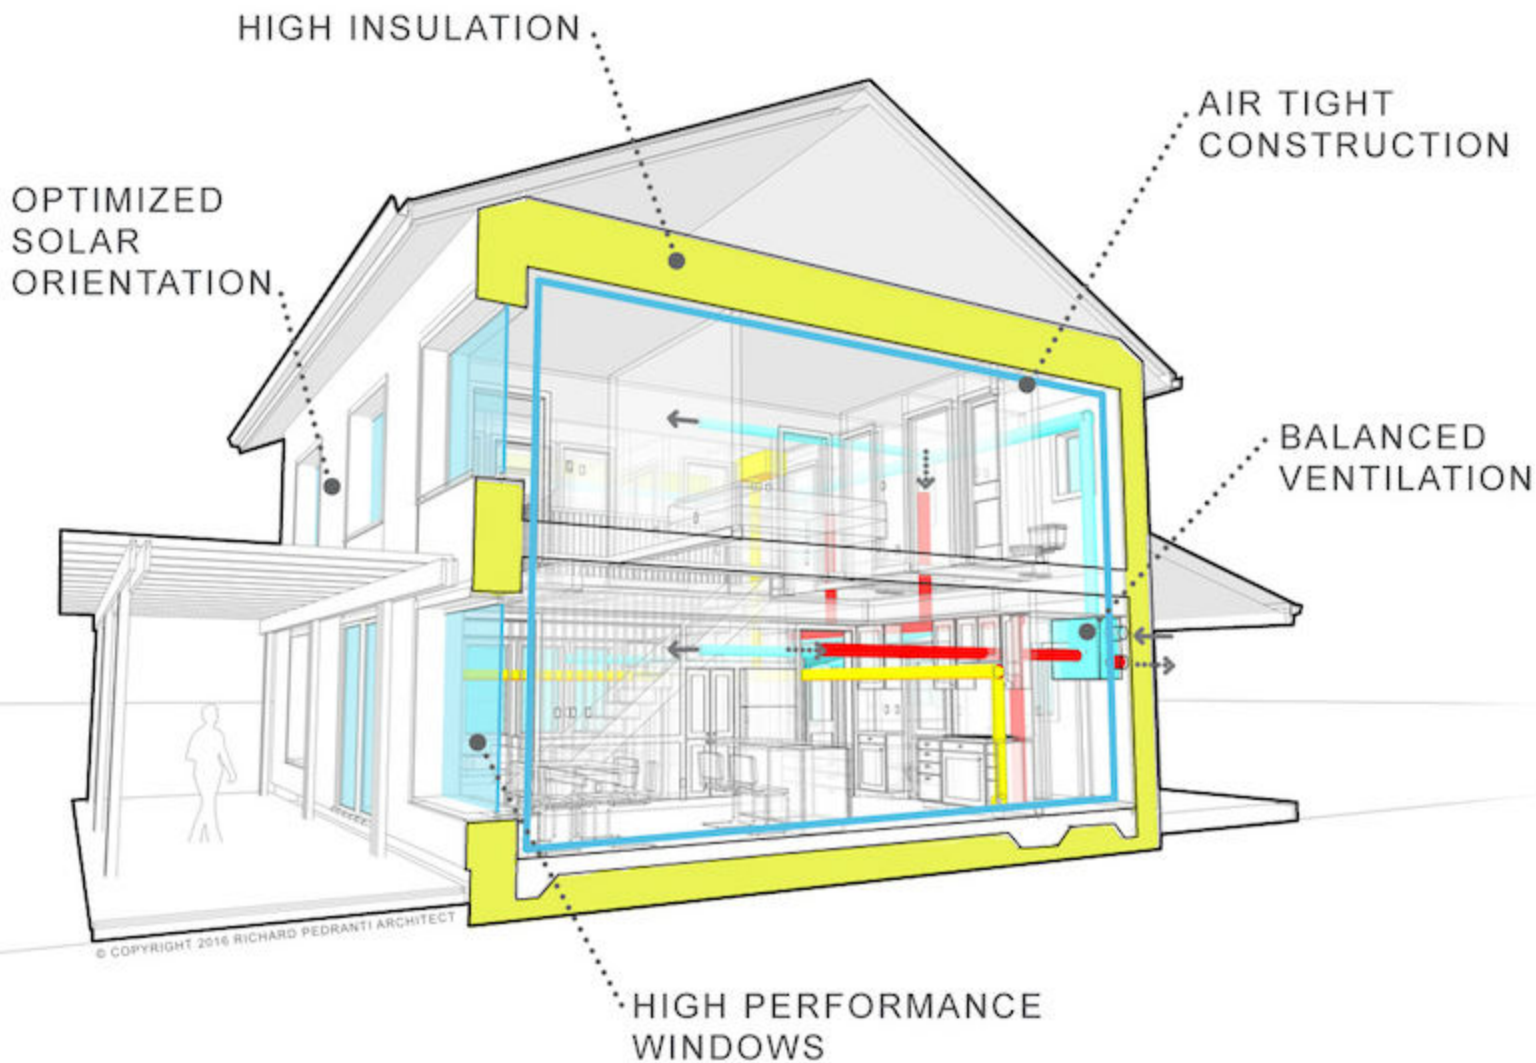 HIGH INSULATION
AIR TIGHT
CONSTRUCTION
OPTIMIZED
SOLAR
ORIENTATION
BALANCED
VENTILATION
© COPYRIGHT 2016 RICHARD PEDRANTI ARCHITECT
HIGH PERFORMANCE
WINDOWS